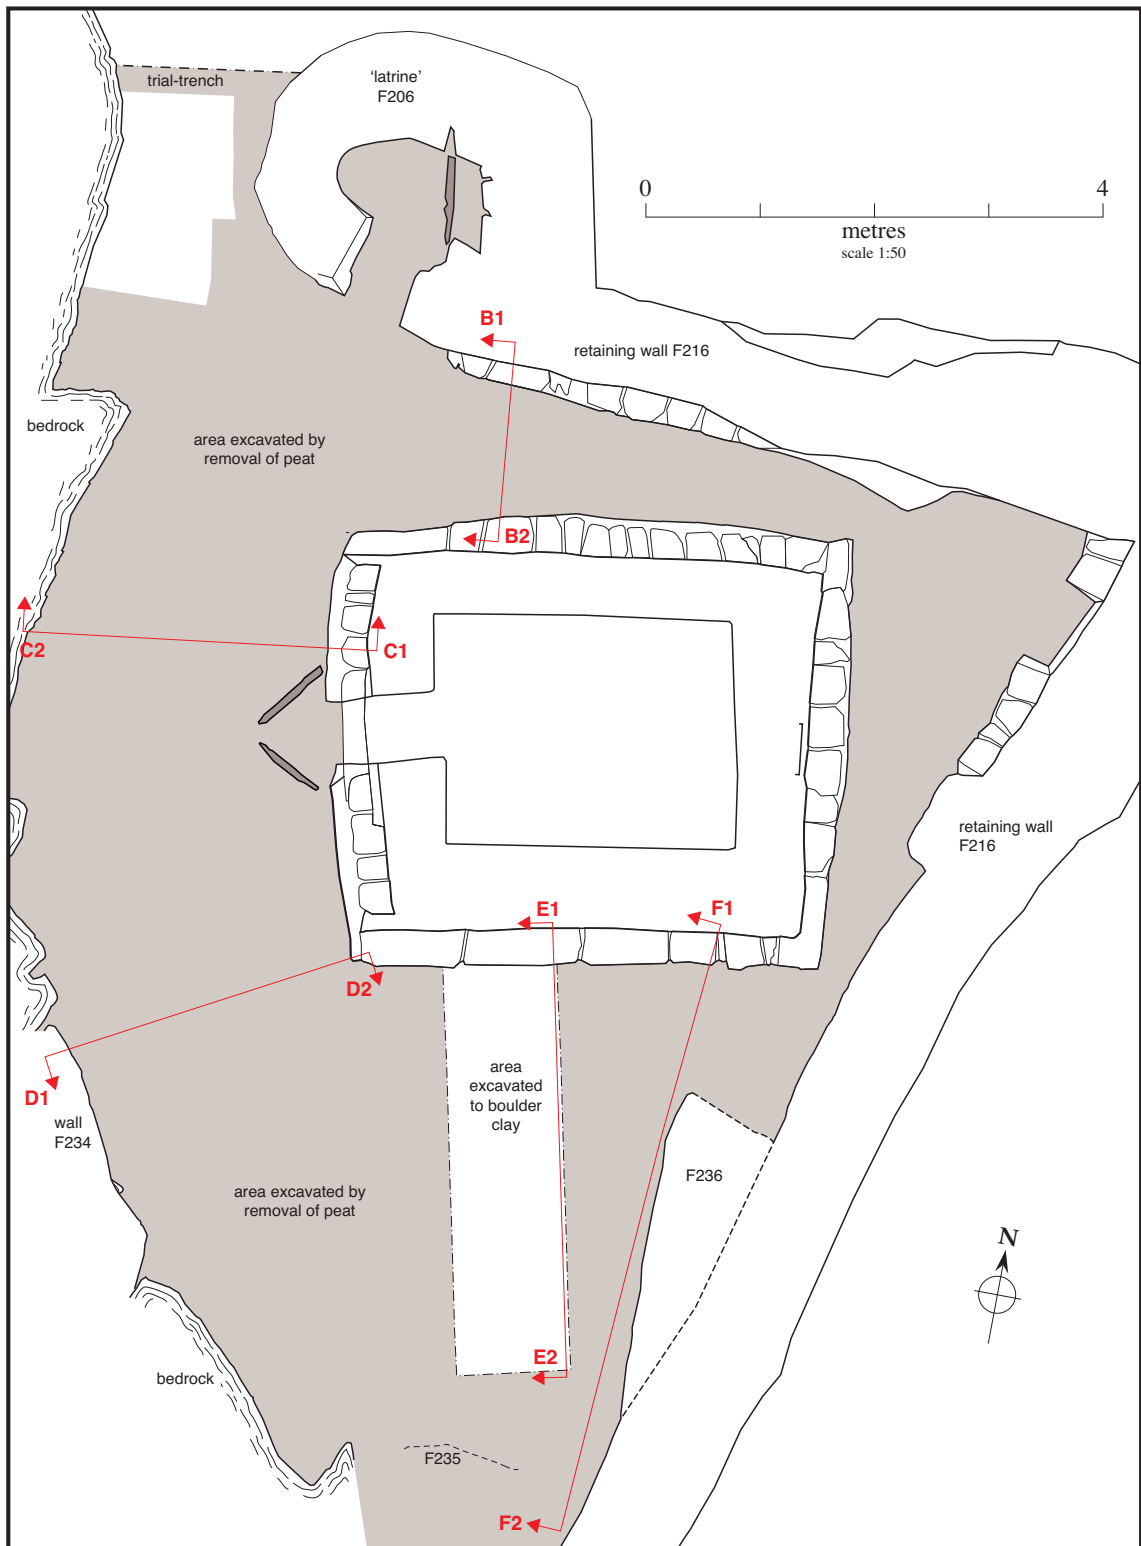 trial-trench
‘latrine’
F206
0
4
metres
scale 1:50
B1
retaining wall F216
bedrock
area excavated by
removal of peat
B2
C2
C1
retaining wall
F216
E1
F1
D2
D1
wall
F234
area
excavated
to boulder
clay
F236
area excavated by
removal of peat
N
E2
bedrock
F235
F2